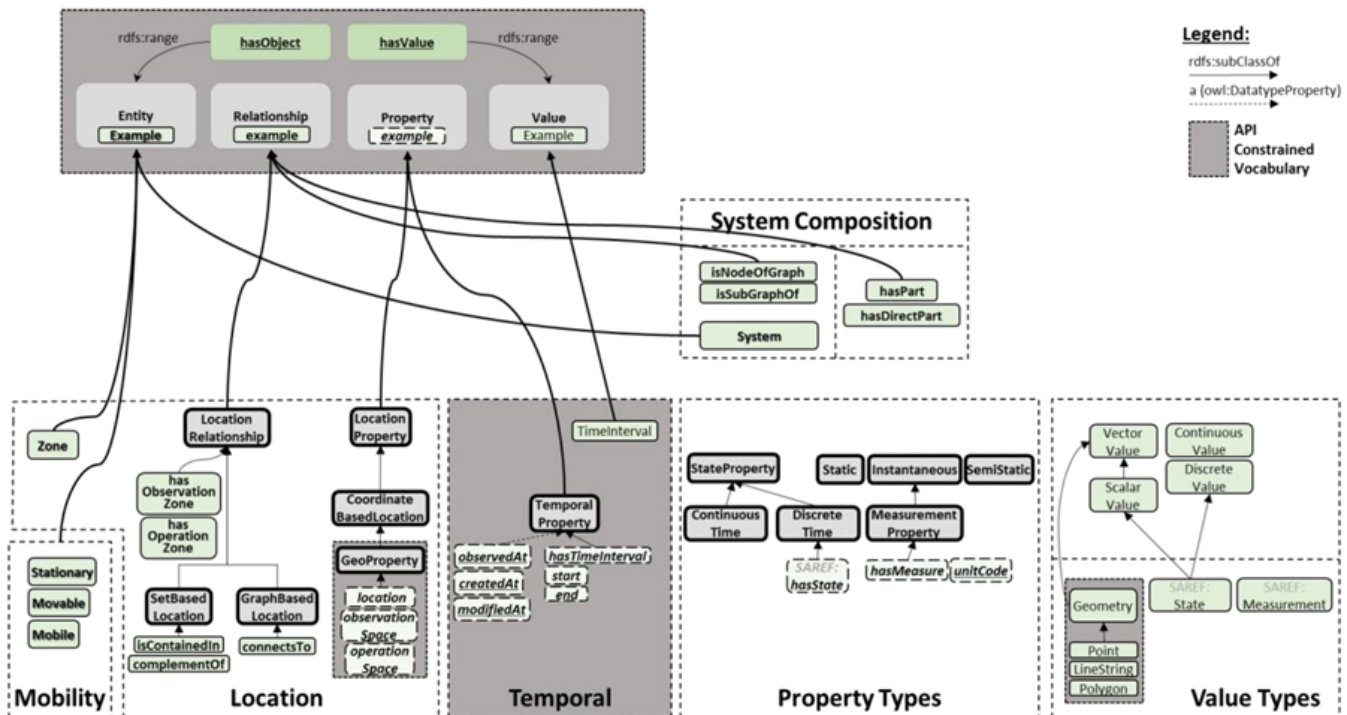 rdfs:range
hasObject
hasValue
rdfs:range
Entity
Example
Relationship
example
Property
example
Value
Example
Legend:
rdfs:subClassOf
a (owl:DatatypeProperty)
API
Constrained
Vocabulary
System Composition
isNodeOfGraph
isSubGraphOf
System
hasPart
hasDirectPart
Zone
Stationary
Movable
Mobile
Mobility
Location
Relationship
has
Observation
Zone
has
Operation
Zone
SetBased
Location
isContainedIn
complementOf
GraphBased
Location
connectsTo
Location
Property
Coordinate
BasedLocation
GeoProperty
location
observation
Space
operation
Space
Location
TimeInterval
Temporal
Property
observedAt
createdAt
modifiedAt
hasTimeInterval
start
end
Temporal
StateProperty
Static
Instantaneous
SemiStatic
Continuous
Time
Discrete
Time
Measurement
Property
SAREF:
hasState
hasMeasure
unitCode
Property Types
Vector
Value
Continuous
Value
Scalar
Value
Discrete
Value
Geometry
Point
LineString
Polygon
SAREF:
State
SAREF:
Measurement
Value Types